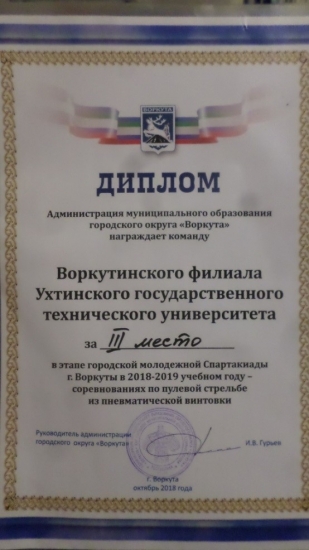 ВОРКУТА
ДИПЛОМ
Администрация муниципального образования
городского округа «Воркута»
награждает команду
Воркутинского филиала
Ухтинского государственного
технического университета
за III место
в этапе городской молодежной Спартакиады
г. Воркуты в 2018-2019 учебном году –
соревнованиях по пулевой стрельбе
из пневматической винтовки
Руководитель администрации
городского округа «Воркута»
И.В. Гурьев
г. Воркута
октябрь 2018 года